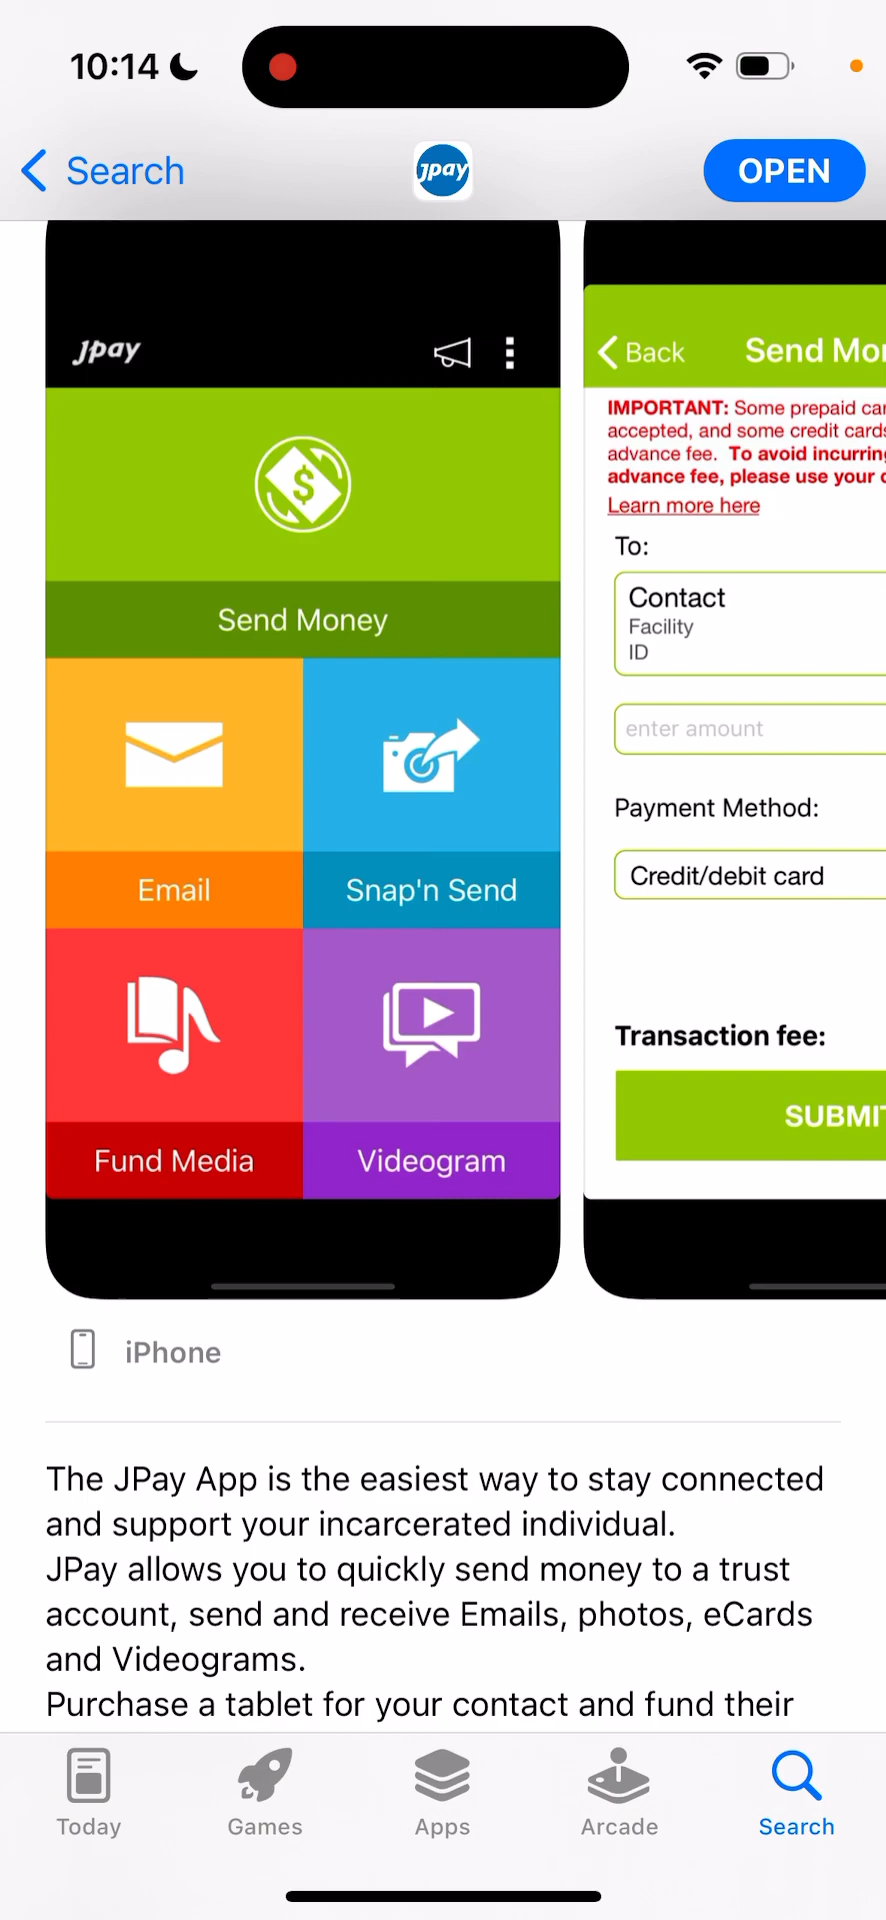 10:14
Search
jpay
OPEN
Jpay
Send Money
Email
Snap'n Send
Fund Media
Videogram
Back
Send Mo
IMPORTANT: Some prepaid car
accepted, and some credit cards
advance fee. To avoid incurring
advance fee, please use your
Learn more here
To:
Contact
Facility
ID
enter amount
Payment Method:
Credit/debit card
Transaction fee:
SUBMIT
iPhone
The JPay App is the easiest way to stay connected
and support your incarcerated individual.
JPay allows you to quickly send money to a trust
account, send and receive Emails, photos, eCards
and Videograms.
Purchase a tablet for your contact and fund their
Today
Games
Apps
Arcade
Search